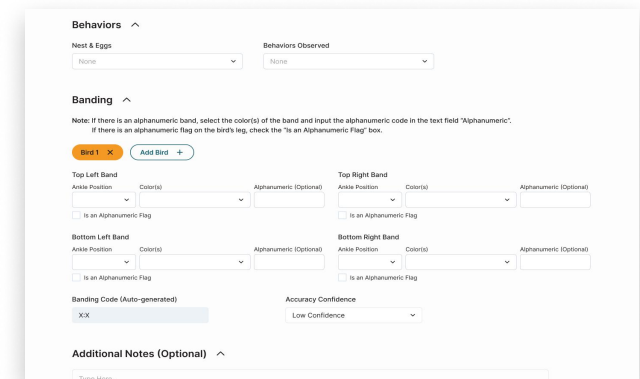 Behaviors
Nest & Eggs Behaviors Observed
None None
Banding
Note: If there is an alphanumeric band, select the color(s) of the band and input the alphanumeric code in the text field "Alphanumeric".
If there is an alphanumeric flag on the bird's leg, check the "Is an Alphanumeric Flag" box.
Bird 1 X Add Bird +
Top Left Band Top Right Band
Ankle Position Color(s) Alphanumeric (Optional) Ankle Position Color(s) Alphanumeric (Optional)
Is an Alphanumeric Flag Is an Alphanumeric Flag
Bottom Left Band Bottom Right Band
Ankle Position Color(s) Alphanumeric (Optional) Ankle Position Color(s) Alphanumeric (Optional)
Is an Alphanumeric Flag Is an Alphanumeric Flag
Banding Code (Auto-generated) Accuracy Confidence
X:X Low Confidence
Additional Notes (Optional)
Type Here